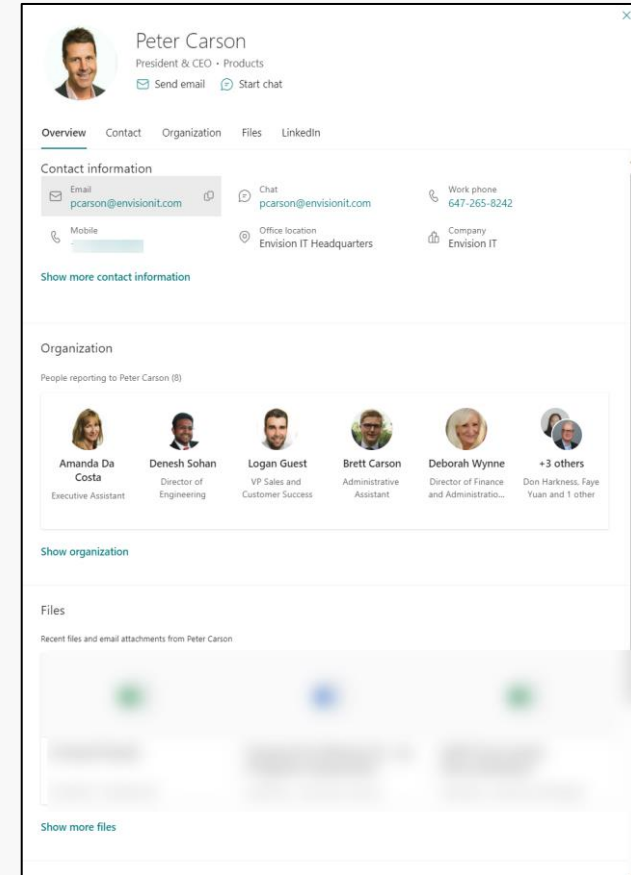 Peter Carson
President & CEO • Products
Send email Start chat
Overview Contact Organization Files LinkedIn
Contact information
Email
pcarson@envisionit.com
Chat
pcarson@envisionit.com
Work phone
647-265-8242
Mobile
Office location
Envision IT Headquarters
Company
Envision IT
Show more contact information
Organization
People reporting to Peter Carson (8)
Amanda Da
Costa
Executive Assistant
Denesh Sohan
Director of
Engineering
Logan Guest
VP Sales and
Customer Success
Brett Carson
Administrative
Assistant
Deborah Wynne
Director of Finance
and Administratio...
+3 others
Don Harkness, Faye
Yuan and 1 other
Show organization
Files
Recent files and email attachments from Peter Carson
Show more files